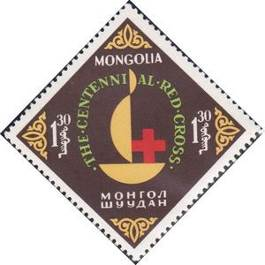 MONGOLIA
·THE·CENTENNIAL·RED·CROSS·
1.30
1.30
МОНГОЛ
ШУУДАН